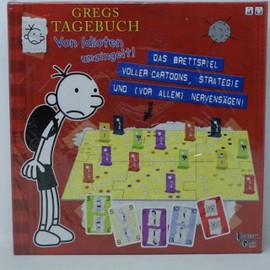 GREGS
TAGEBUCH
Von Idioten
umzingelt!
DAS BRETTSPIEL
VOLLER CARTOONS, STRATEGIE
UND (VOR ALLEM) NERVENSÄGEN!